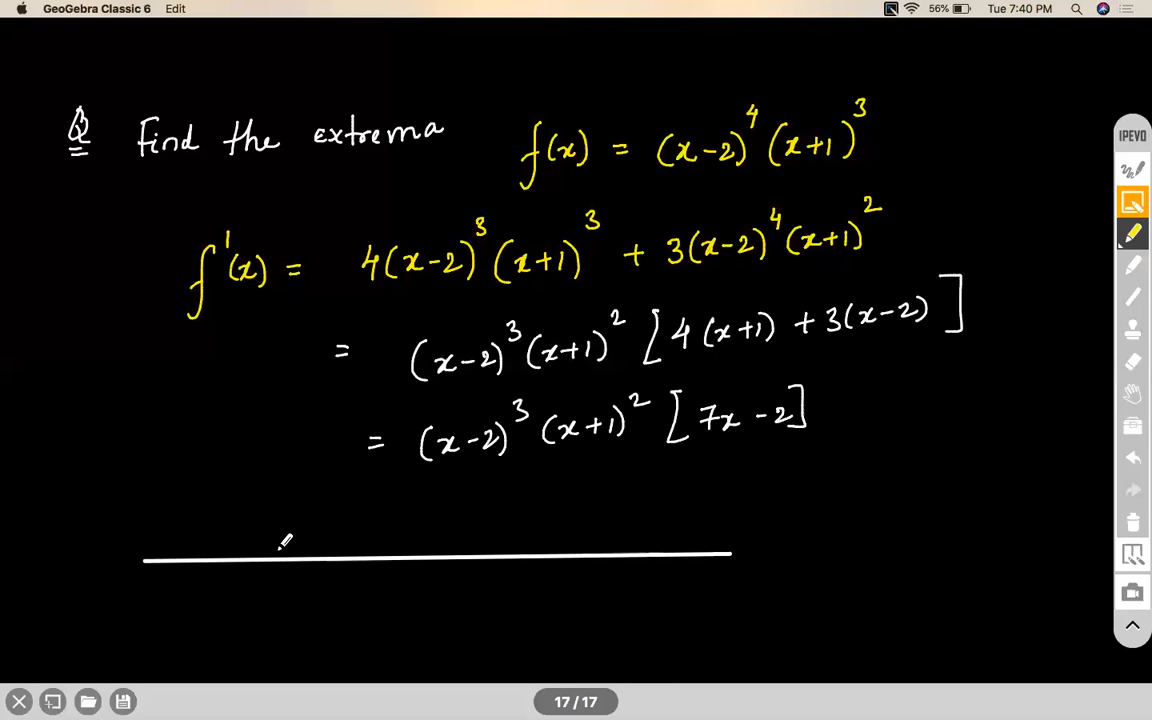 GeoGebra Classic 6 Edit 56% Tue 7:40 PM
Q Find the extrema f(x) = (x-2)⁴ (x+1)³
IPEVO
f'(x) = 4(x-2)³ (x+1)³ + 3(x-2)⁴ (x+1)²
= (x-2)³ (x+1)² [4(x+1) + 3(x-2)]
= (x-2)³ (x+1)² [7x-2]
17/17